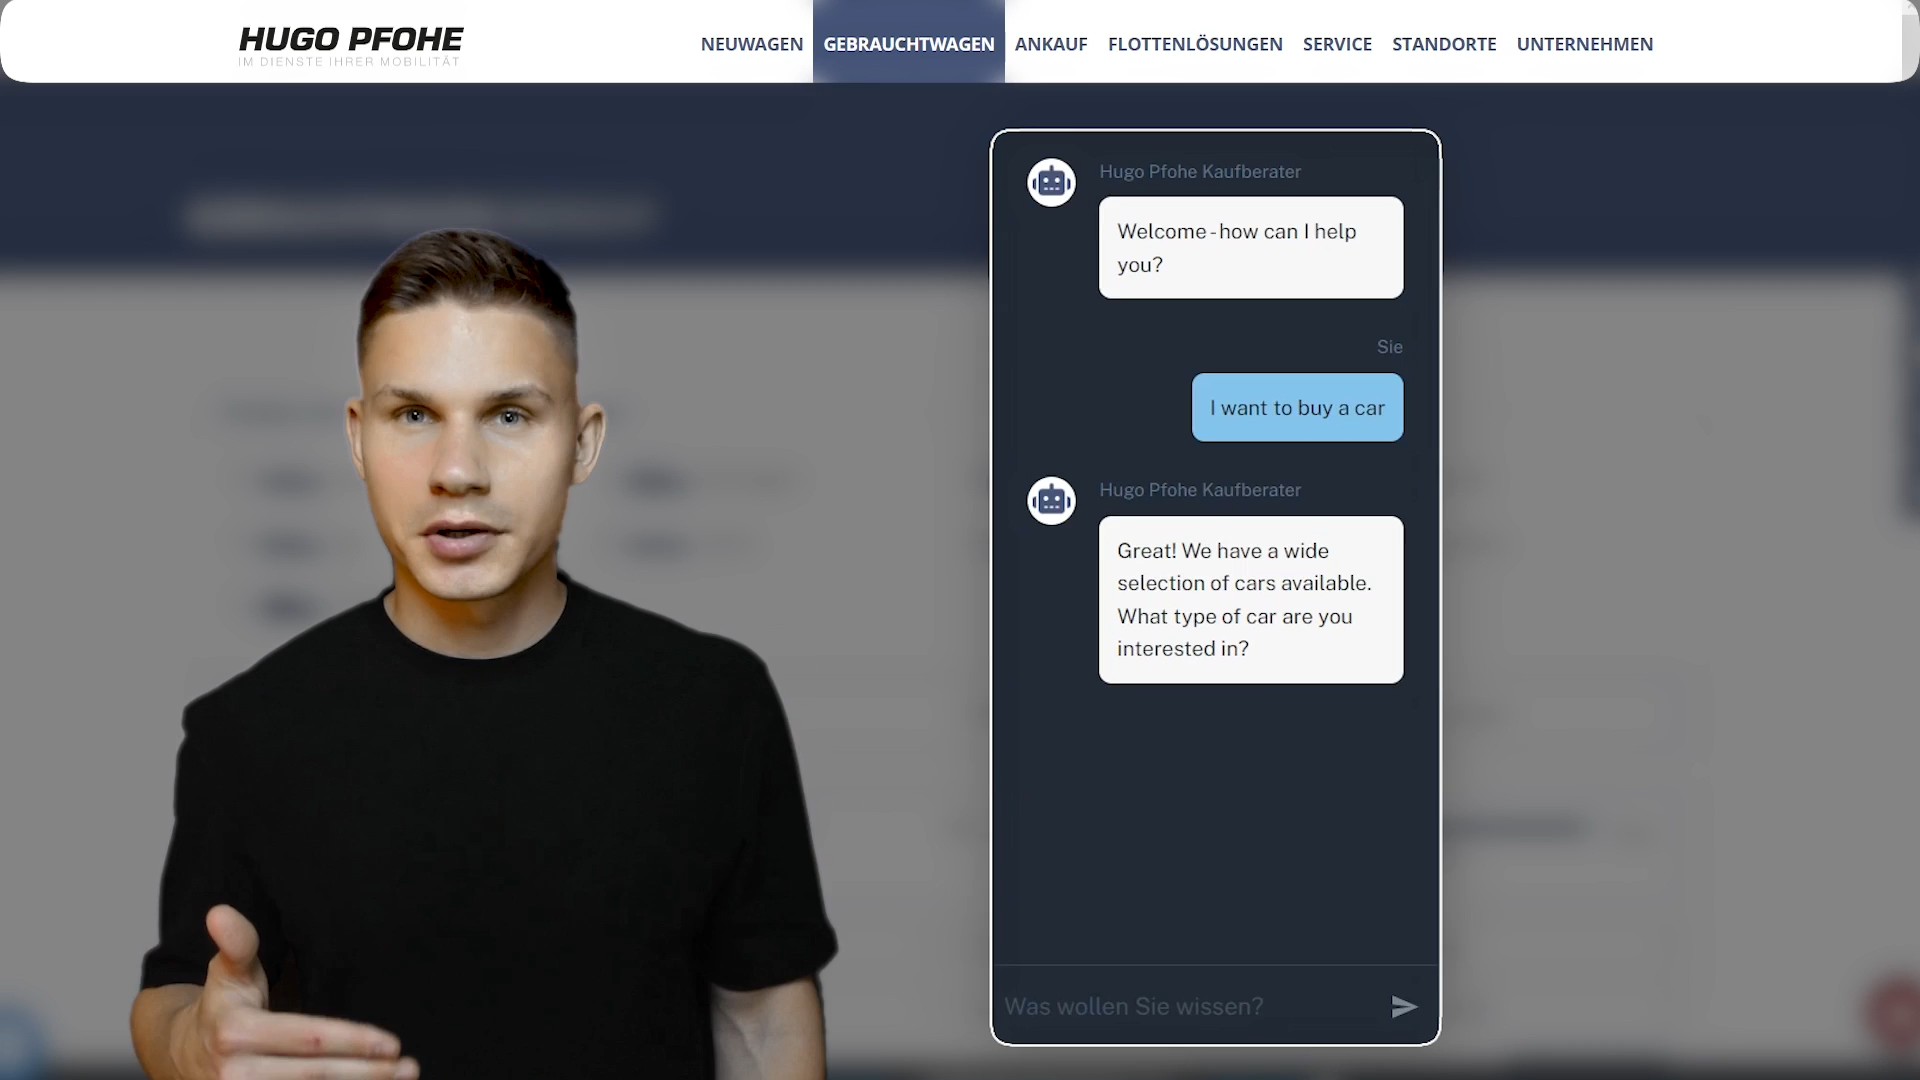 HUGO PFOHE
IM DIENSTE IHRER MOBILITÄT
NEUWAGEN GEBRAUCHTWAGEN ANKAUF FLOTTENLÖSUNGEN SERVICE STANDORTE UNTERNEHMEN
Hugo Pfohe Kaufberater
Welcome - how can I help
you?
Sie
I want to buy a car
Hugo Pfohe Kaufberater
Great! We have a wide
selection of cars available.
What type of car are you
interested in?
Was wollen Sie wissen?